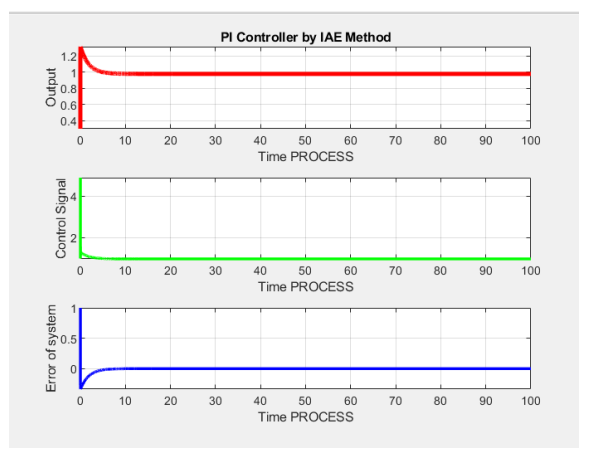 PI Controller by IAE Method
Output
1.2
1
0.8
0.6
0.4
0 10 20 30 40 50 60 70 80 90 100
Time PROCESS
Control Signal
4
2
0 10 20 30 40 50 60 70 80 90 100
Time PROCESS
Error of system
1
0.5
0
0 10 20 30 40 50 60 70 80 90 100
Time PROCESS